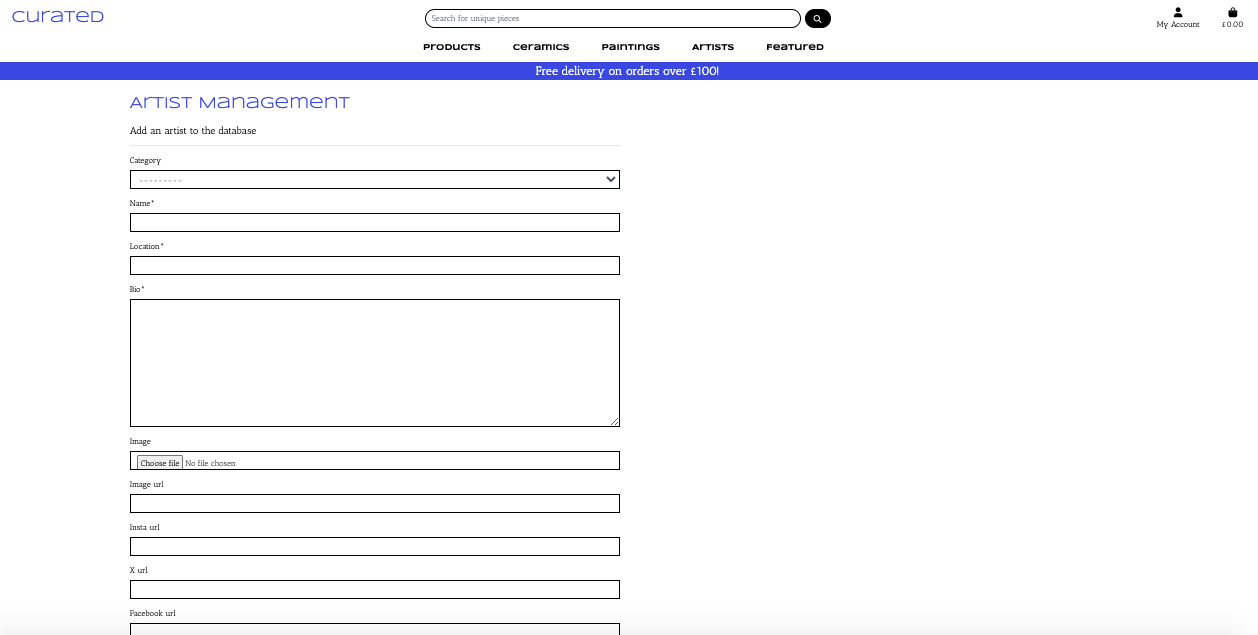 Curated
Search for unique pieces
My Account
£0.00
Products Ceramics Paintings Artists Featured
Free delivery on orders over £100!
Artist Management
Add an artist to the database
Category
---------
Name*
Location*
Bio*
Image
Choose file No file chosen
Image url
Insta url
X url
Facebook url